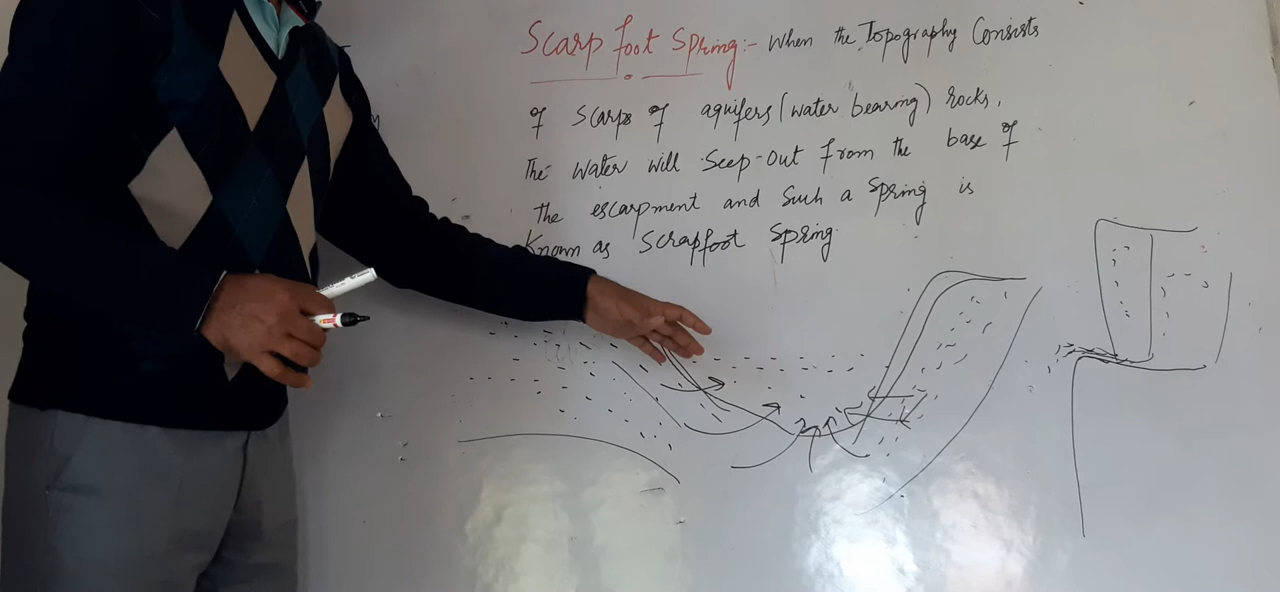 Scarp foot Spring:- When the Topography Consists
of Scarps of aquifers (water bearing) rocks,
The Water will Seep-Out from the base of
the escarpment and Such a Spring is
Known as Scrapfoot Spring.